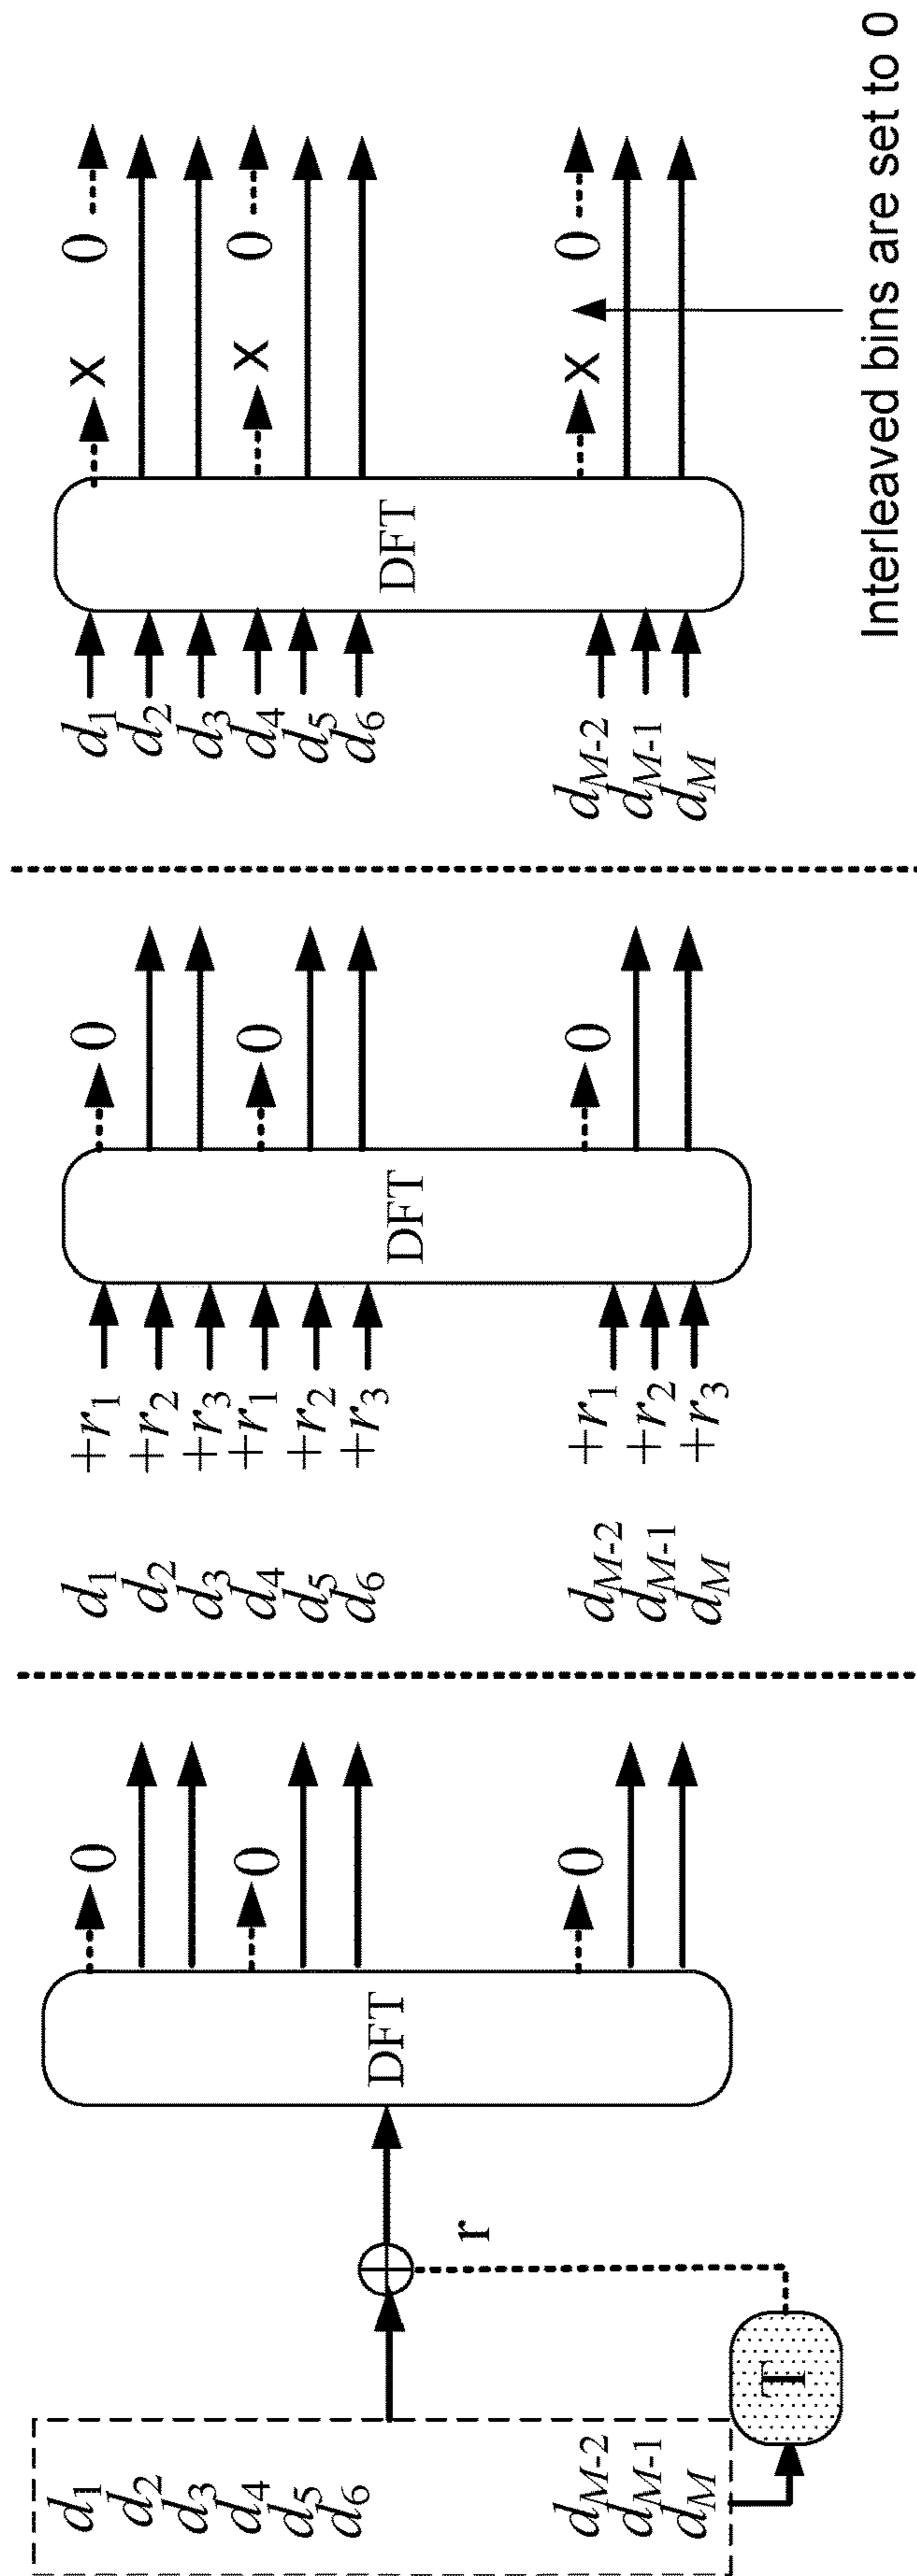 d1
d2
d3
d4
d5
d6
dM-2
dM-1
dM
T
r
DFT
0
0
0
d1 +r1
d2 +r2
d3 +r3
d4 +r1
d5 +r2
d6 +r3
dM-2 +r1
dM-1 +r2
dM +r3
DFT
0
0
0
d1
d2
d3
d4
d5
d6
dM-2
dM-1
dM
DFT
X 0
X 0
X 0
Interleaved bins are set to 0